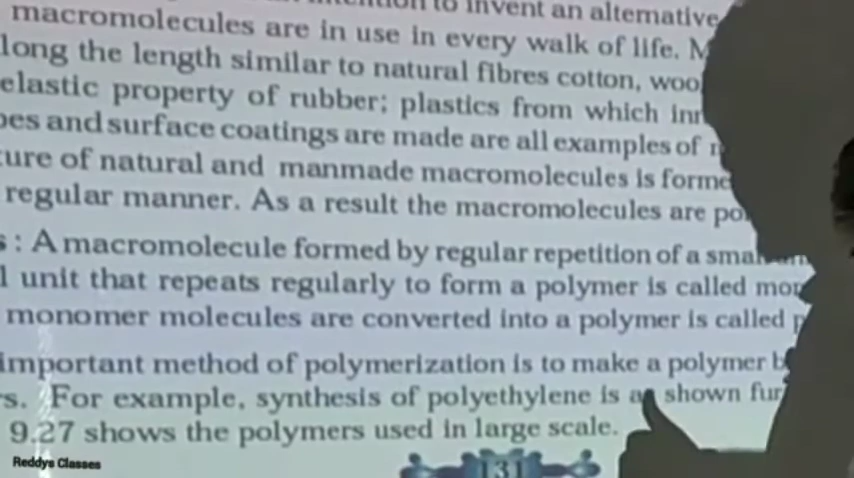 to invent an alternative
macromolecules are in use in every walk of life.
long the length similar to natural fibres cotton,
elastic property of rubber; plastics from which
and surface coatings are made are all examples of
of natural and manmade macromolecules is
regular manner. As a result the macromolecules are
: A macromolecule formed by regular repetition of a
unit that repeats regularly to form a polymer is called
monomer molecules are converted into a polymer is called
important method of polymerization is to make a polymer
For example, synthesis of polyethylene is as shown
9.27 shows the polymers used in large scale.
Reddys Classes
131